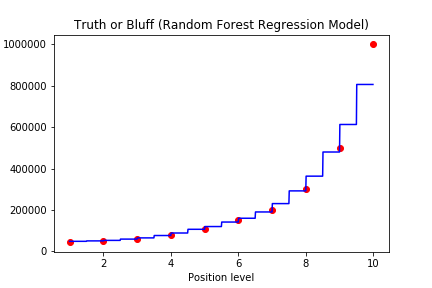 Truth or Bluff (Random Forest Regression Model)
1000000
800000
600000
400000
200000
0
2 4 6 8 10
Position level